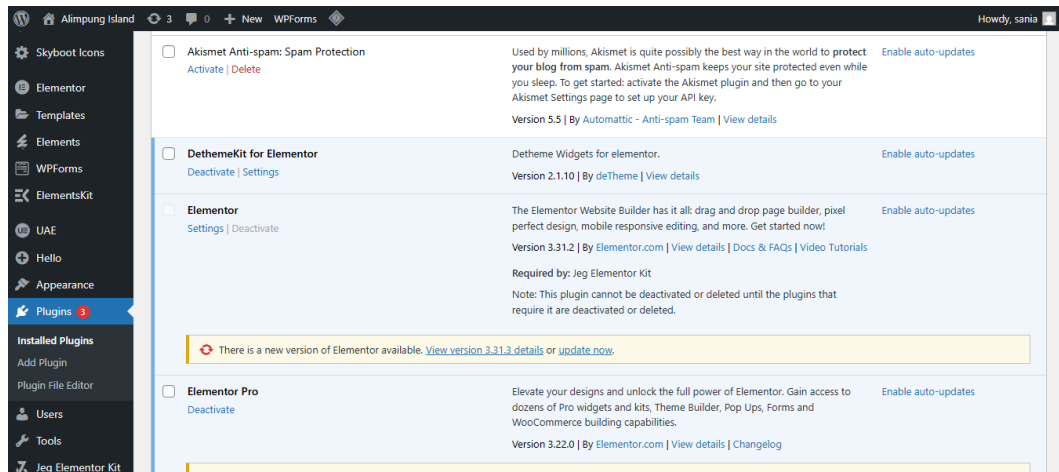 Alimpung Island 3 0 + New WPForms
Howdy, sania
Skyboot Icons
Elementor
Templates
Elements
WPForms
ElementsKit
UAE
Hello
Appearance
Plugins 3
Installed Plugins
Add Plugin
Plugin File Editor
Users
Tools
Jeg Elementor Kit
Akismet Anti-spam: Spam Protection
Activate | Delete
Used by millions, Akismet is quite possibly the best way in the world to protect
your blog from spam. Akismet Anti-spam keeps your site protected even while
you sleep. To get started: activate the Akismet plugin and then go to your
Akismet Settings page to set up your API key.
Version 5.5 | By Automattic - Anti-spam Team | View details
Enable auto-updates
DethemeKit for Elementor
Deactivate | Settings
Detheme Widgets for elementor.
Version 2.1.10 | By deTheme | View details
Enable auto-updates
Elementor
Settings | Deactivate
The Elementor Website Builder has it all: drag and drop page builder, pixel
perfect design, mobile responsive editing, and more. Get started now!
Version 3.31.2 | By Elementor.com | View details | Docs & FAQs | Video Tutorials
Required by: Jeg Elementor Kit
Note: This plugin cannot be deactivated or deleted until the plugins that
require it are deactivated or deleted.
Enable auto-updates
There is a new version of Elementor available. View version 3.31.3 details or update now.
Elementor Pro
Deactivate
Elevate your designs and unlock the full power of Elementor. Gain access to
dozens of Pro widgets and kits, Theme Builder, Pop Ups, Forms and
WooCommerce building capabilities.
Version 3.22.0 | By Elementor.com | View details | Changelog
Enable auto-updates